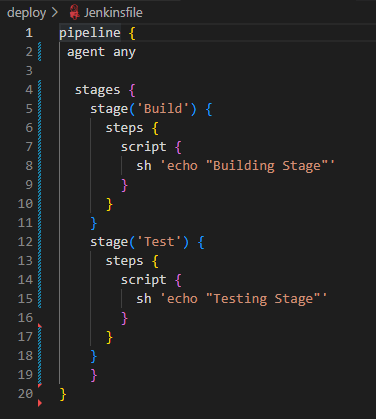 deploy > Jenkinsfile
1 pipeline {
2  agent any
3
4   stages {
5     stage('Build') {
6       steps {
7         script {
8           sh 'echo "Building Stage"'
9         }
10       }
11     }
12     stage('Test') {
13       steps {
14         script {
15           sh 'echo "Testing Stage"'
16         }
17       }
18     }
19     }
20 }